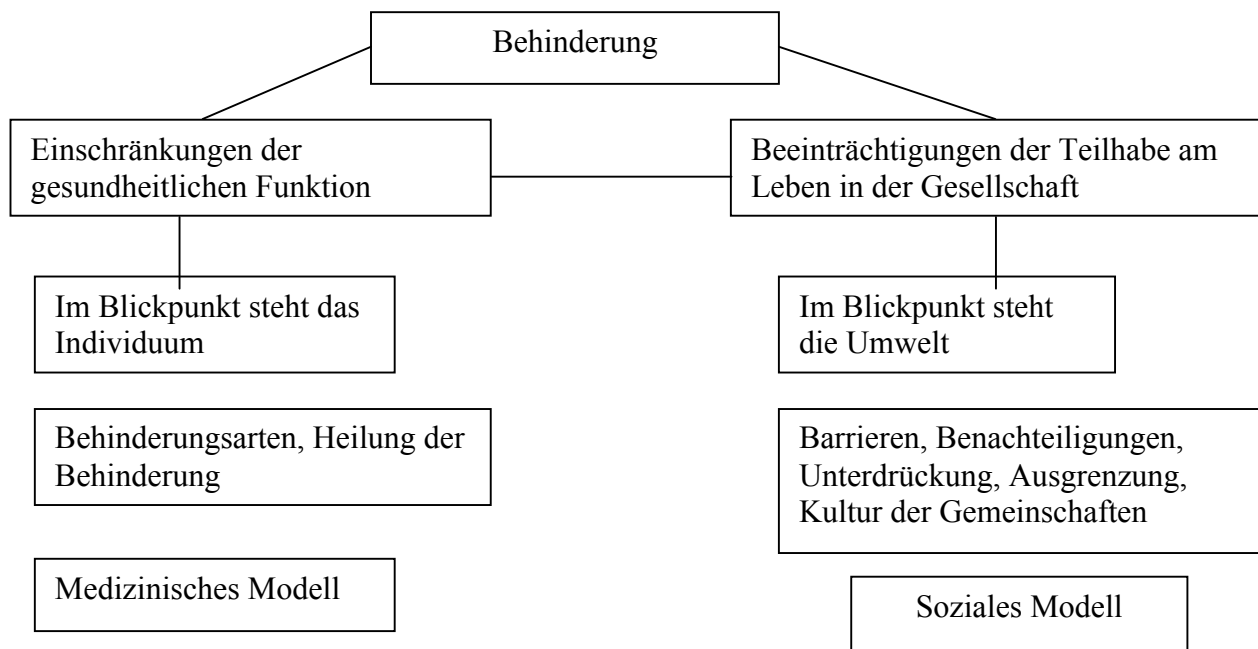 Behinderung
Einschränkungen der
gesundheitlichen Funktion
Beeinträchtigungen der Teilhabe am
Leben in der Gesellschaft
Im Blickpunkt steht das
Individuum
Im Blickpunkt steht
die Umwelt
Behinderungsarten, Heilung der
Behinderung
Barrieren, Benachteiligungen,
Unterdrückung, Ausgrenzung,
Kultur der Gemeinschaften
Medizinisches Modell
Soziales Modell